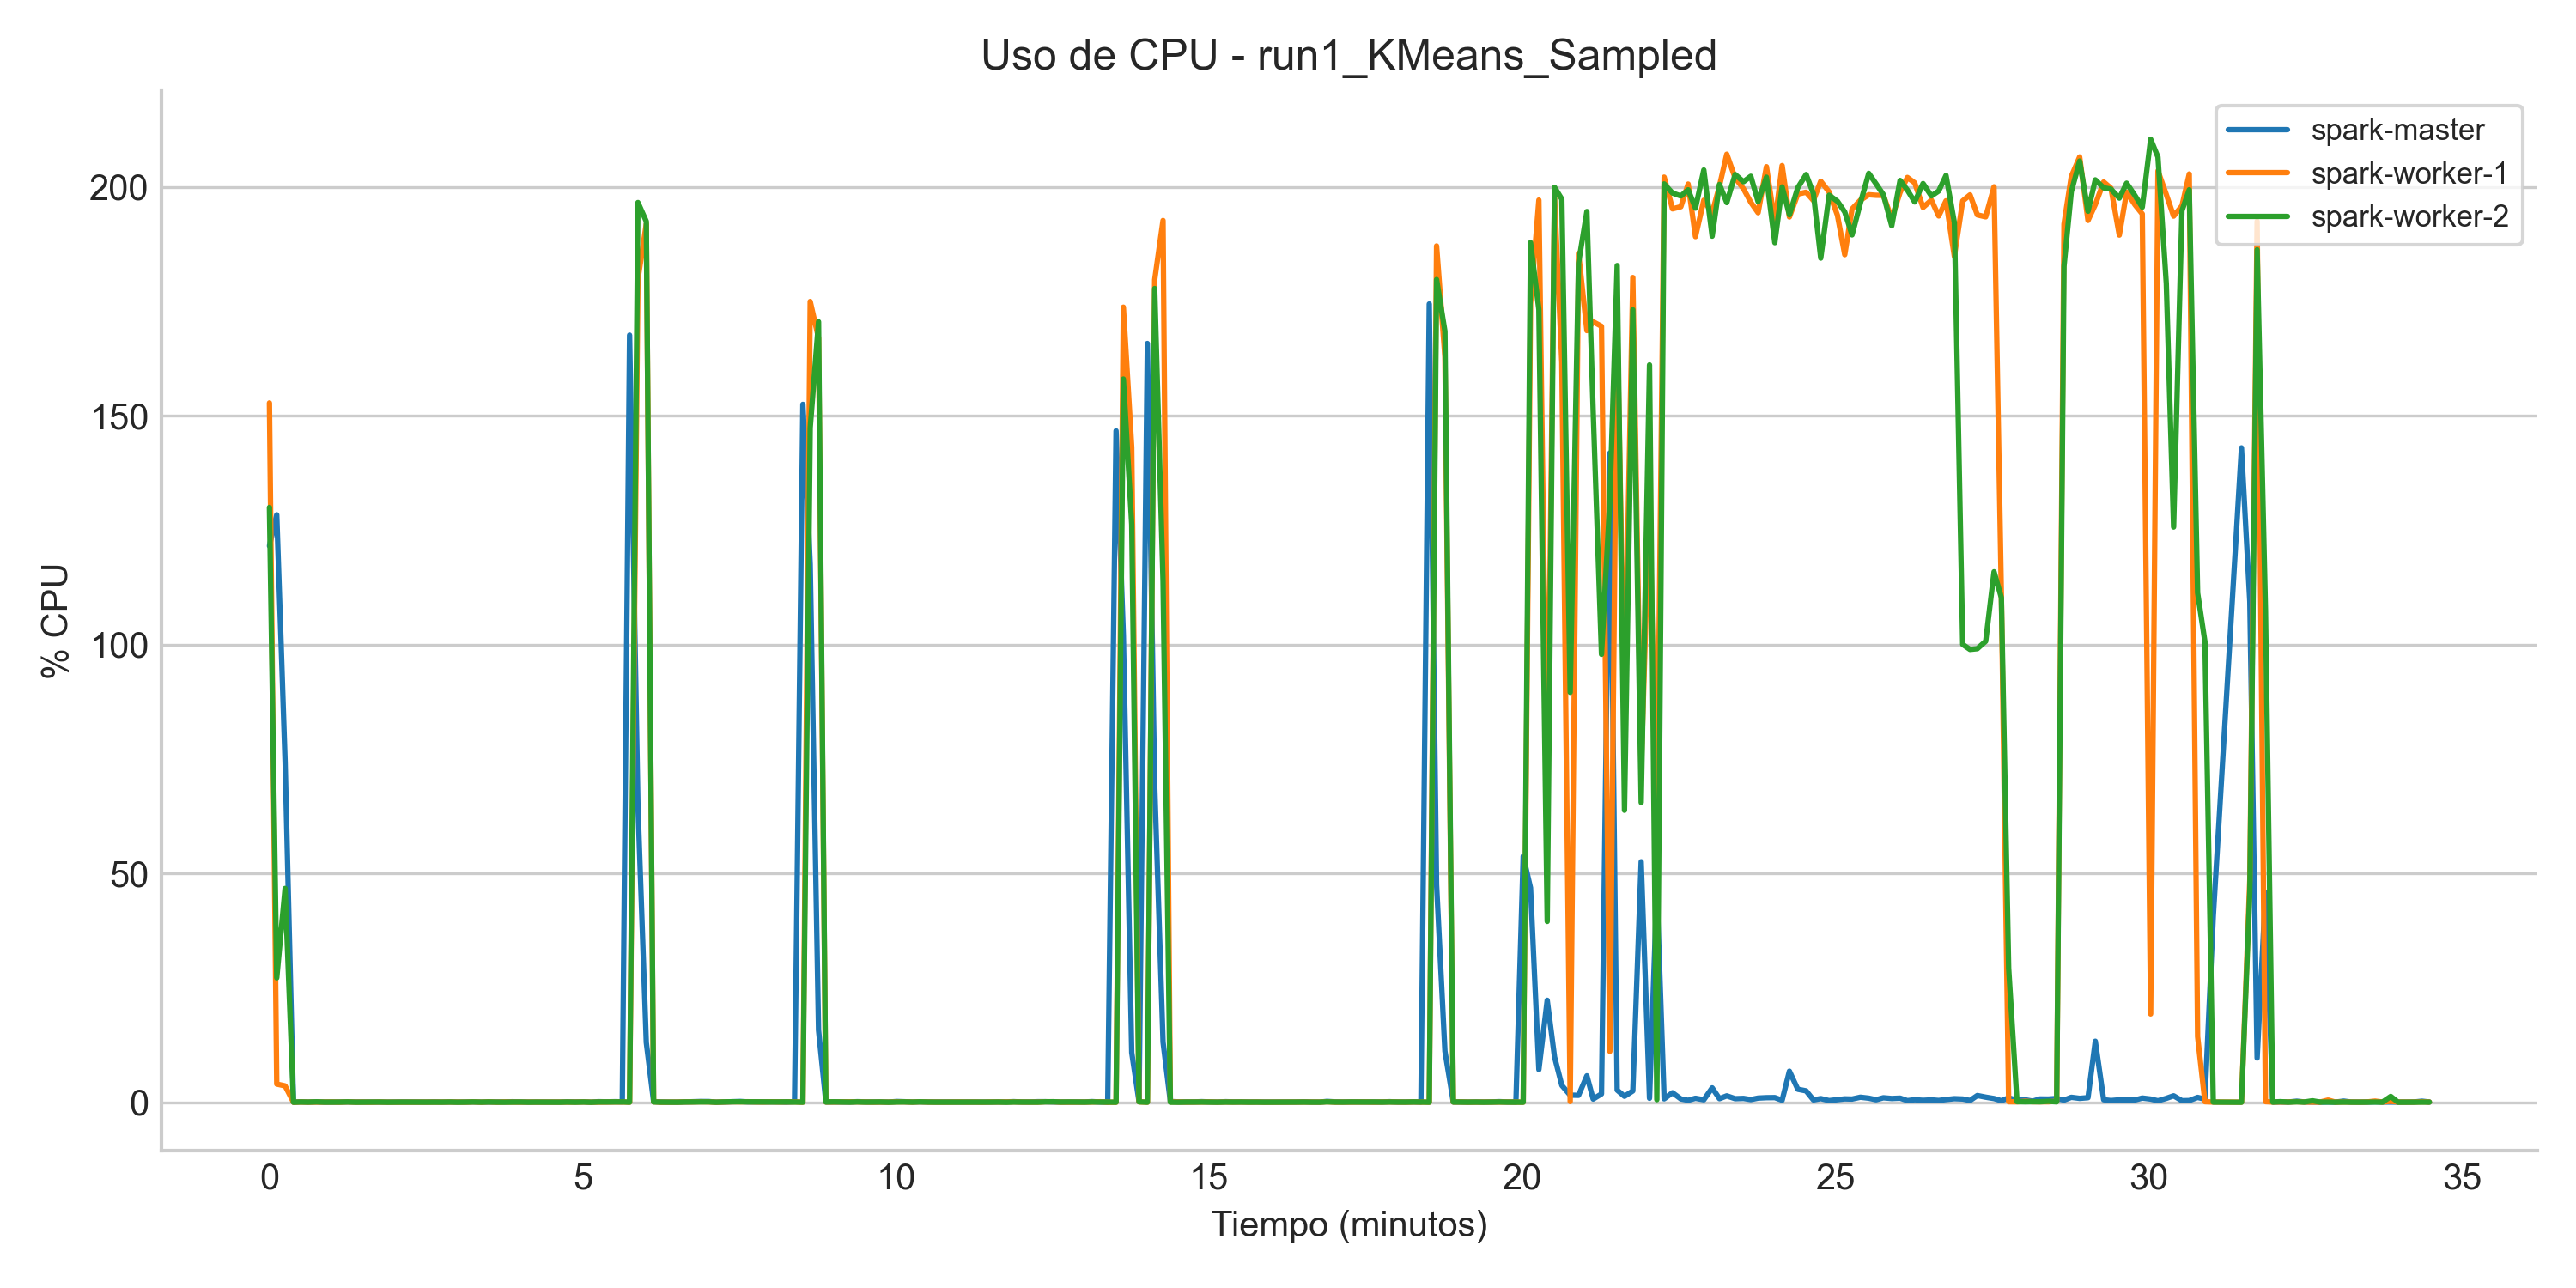 Uso de CPU - run1_KMeans_Sampled
spark-master
spark-worker-1
spark-worker-2
% CPU
200
150
100
50
0
0 5 10 15 20 25 30 35
Tiempo (minutos)